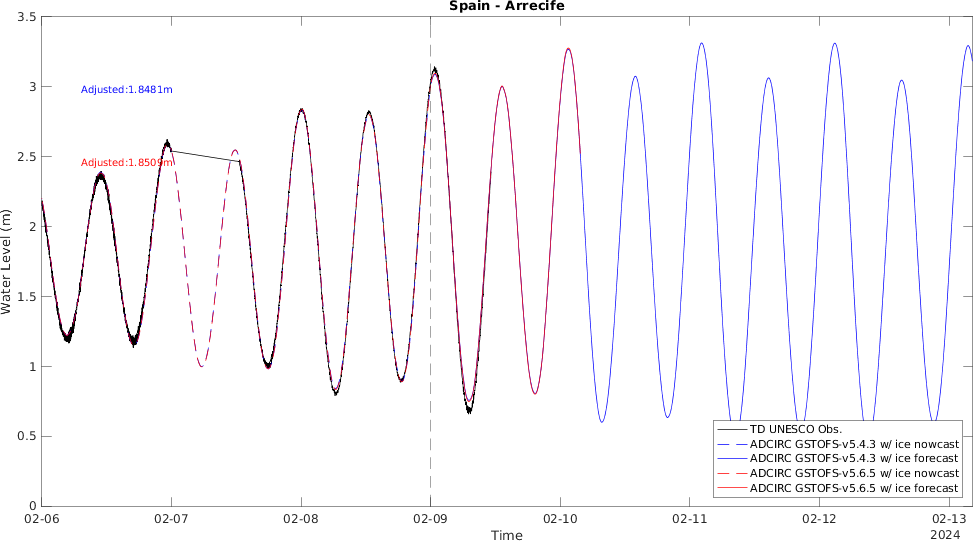 Spain - Arrecife
3.5
3
2.5
2
1.5
1
0.5
0
Water Level (m)
Adjusted:1.8481m
Adjusted:1.8509m
TD UNESCO Obs.
ADCIRC GSTOFS-v5.4.3 w/ ice nowcast
ADCIRC GSTOFS-v5.4.3 w/ ice forecast
ADCIRC GSTOFS-v5.6.5 w/ ice nowcast
ADCIRC GSTOFS-v5.6.5 w/ ice forecast
02-06 02-07 02-08 02-09 02-10 02-11 02-12 02-13
2024
Time